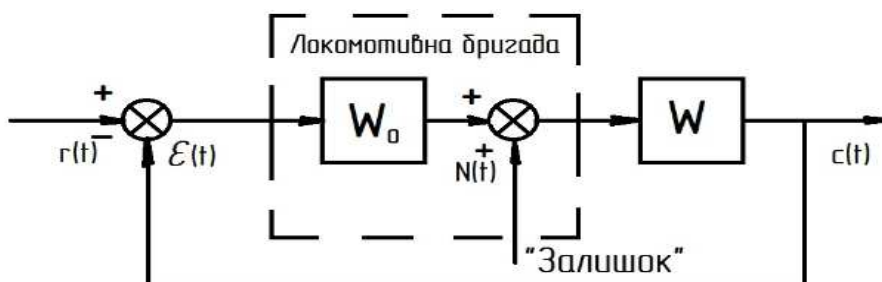 Локомотивна бригада
+
+
W₀
W
r(t)
−
ε(t)
N(t)
+
c(t)
"Залишок"